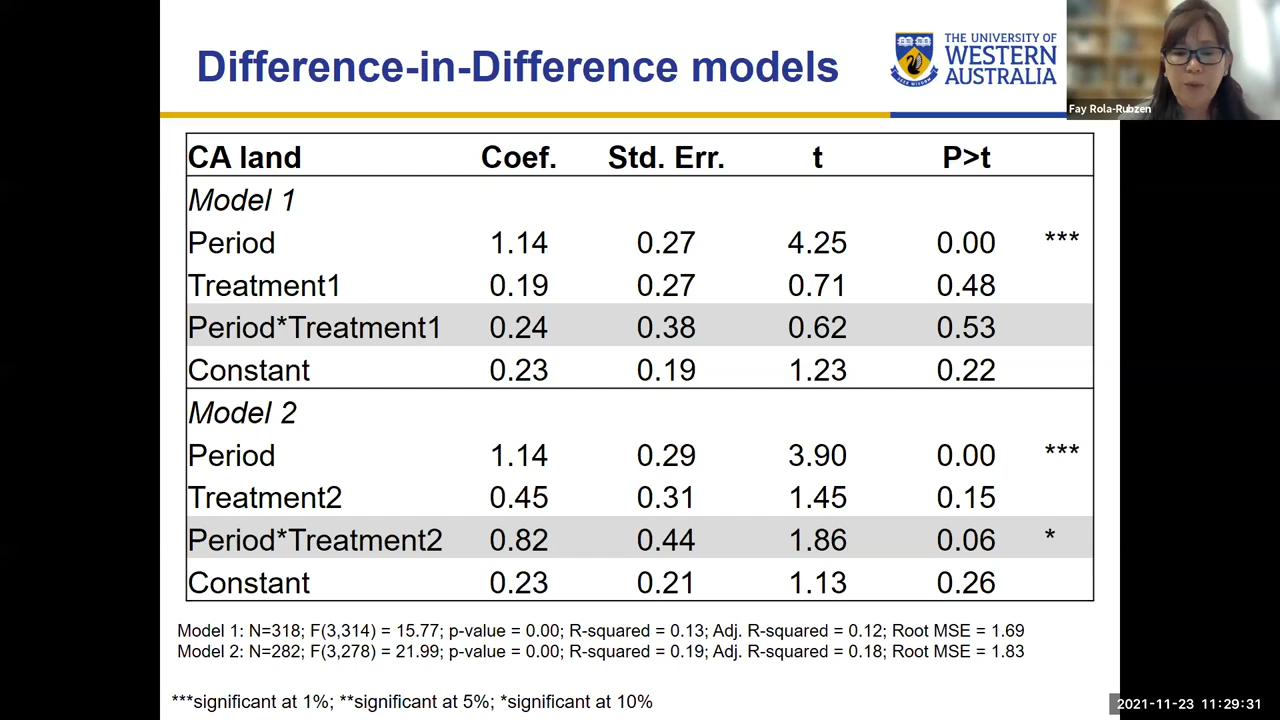 Difference-in-Difference models
THE UNIVERSITY OF
WESTERN
AUSTRALIA
Fay Rola-Rubzen
CA land Coef. Std. Err. t P>t
Model 1
Period 1.14 0.27 4.25 0.00 ***
Treatment1 0.19 0.27 0.71 0.48
Period*Treatment1 0.24 0.38 0.62 0.53
Constant 0.23 0.19 1.23 0.22
Model 2
Period 1.14 0.29 3.90 0.00 ***
Treatment2 0.45 0.31 1.45 0.15
Period*Treatment2 0.82 0.44 1.86 0.06 *
Constant 0.23 0.21 1.13 0.26
Model 1: N=318; F(3,314) = 15.77; p-value = 0.00; R-squared = 0.13; Adj. R-squared = 0.12; Root MSE = 1.69
Model 2: N=282; F(3,278) = 21.99; p-value = 0.00; R-squared = 0.19; Adj. R-squared = 0.18; Root MSE = 1.83
***significant at 1%; **significant at 5%; *significant at 10%
2021-11-23 11:29:31